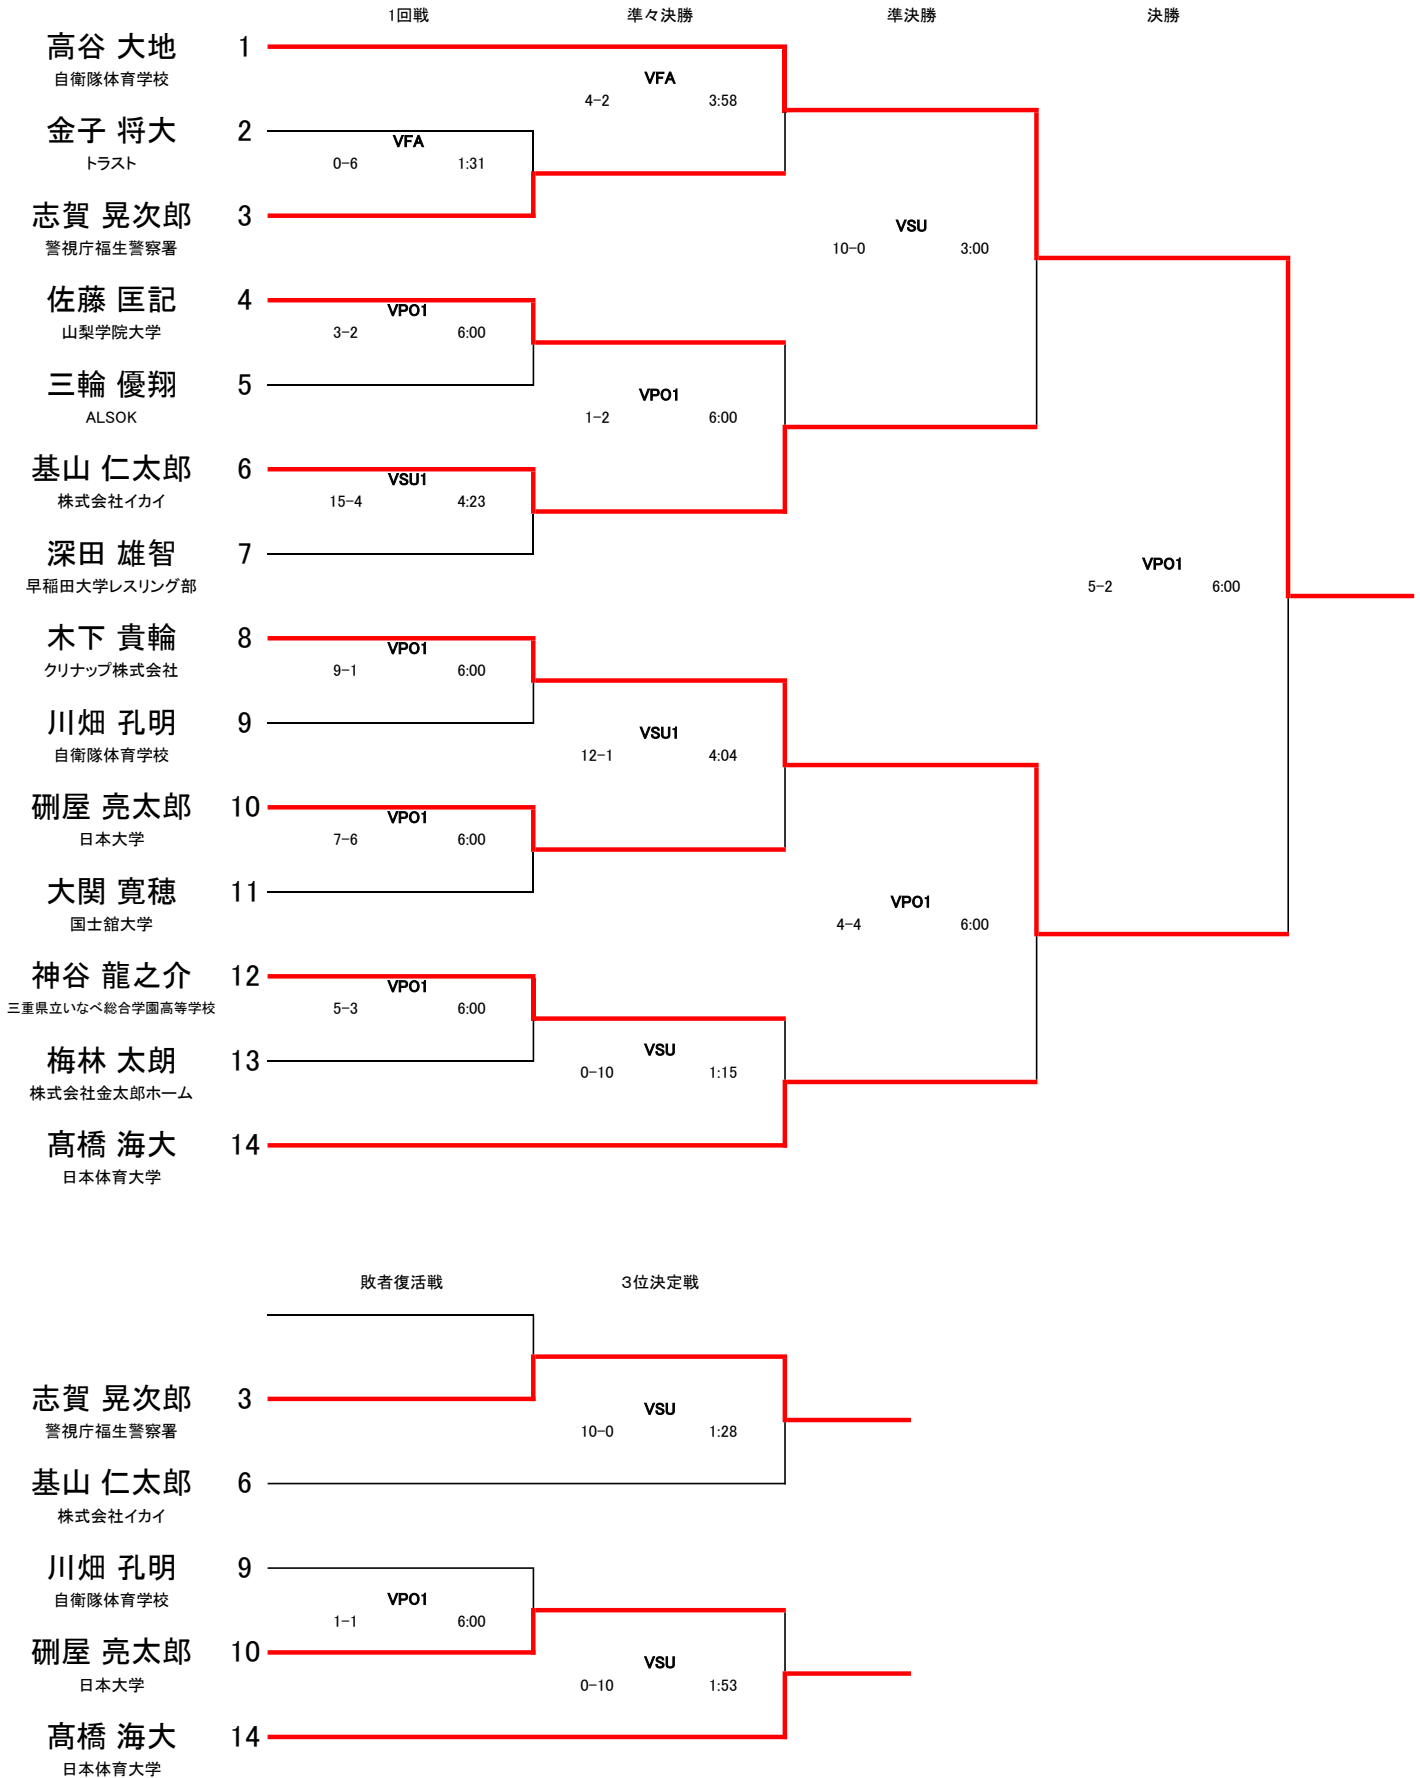 1回戦 準々決勝 準決勝 決勝
高谷 大地 1
自衛隊体育学校
VFA
4-2 3:58
金子 将大 2
トラスト
VFA
0-6 1:31
志賀 晃次郎 3
警視庁福生警察署
VSU
10-0 3:00
佐藤 匡記 4
山梨学院大学
VPO1
3-2 6:00
三輪 優翔 5
ALSOK
VPO1
1-2 6:00
基山 仁太郎 6
株式会社イカイ
VSU1
15-4 4:23
深田 雄智 7
早稲田大学レスリング部
VPO1
5-2 6:00
木下 貴輪 8
クリナップ株式会社
VPO1
9-1 6:00
川畑 孔明 9
自衛隊体育学校
VSU1
12-1 4:04
硎屋 亮太郎 10
日本大学
VPO1
7-6 6:00
大関 寛穂 11
国士舘大学
VPO1
4-4 6:00
神谷 龍之介 12
三重県立いなべ総合学園高等学校
VPO1
5-3 6:00
梅林 太朗 13
株式会社金太郎ホーム
VSU
0-10 1:15
髙橋 海大 14
日本体育大学
敗者復活戦 3位決定戦
志賀 晃次郎 3
警視庁福生警察署
VSU
10-0 1:28
基山 仁太郎 6
株式会社イカイ
川畑 孔明 9
自衛隊体育学校
VPO1
1-1 6:00
硎屋 亮太郎 10
日本大学
VSU
0-10 1:53
髙橋 海大 14
日本体育大学